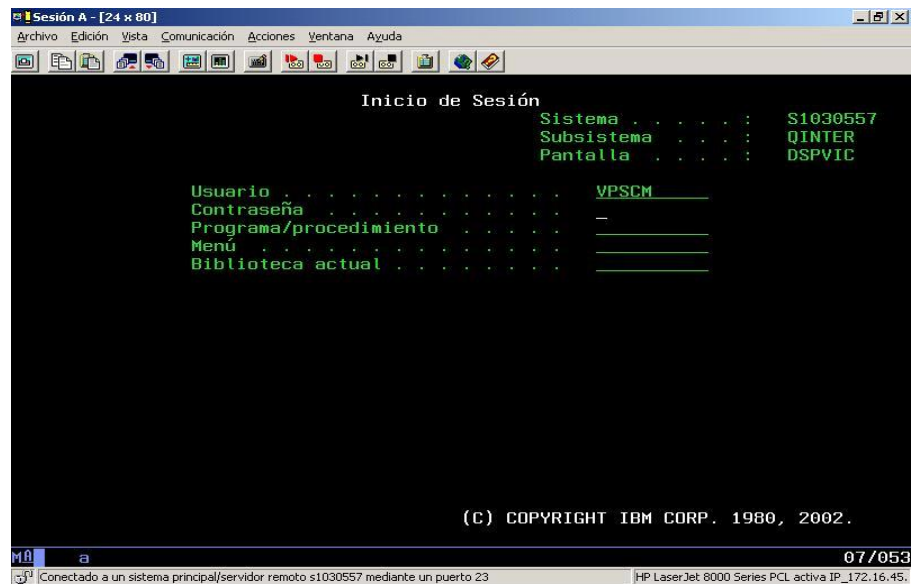 Sesión A - [24 x 80]
Archivo Edición Vista Comunicación Acciones Ventana Ayuda
Inicio de Sesión
Sistema . . . . . : S1030557
Subsistema . . . : QINTER
Pantalla . . . . : DSPVIC
Usuario . . . . . . . . . . . . . VPSCM
Contraseña . . . . . . . . . . .
Programa/procedimiento . . . . .
Menú . . . . . . . . . . . . . .
Biblioteca actual . . . . . . . .
(C) COPYRIGHT IBM CORP. 1980, 2002.
MA a 07/053
Conectado a un sistema principal/servidor remoto s1030557 mediante un puerto 23 HP LaserJet 8000 Series PCL activa IP_172.16.45.